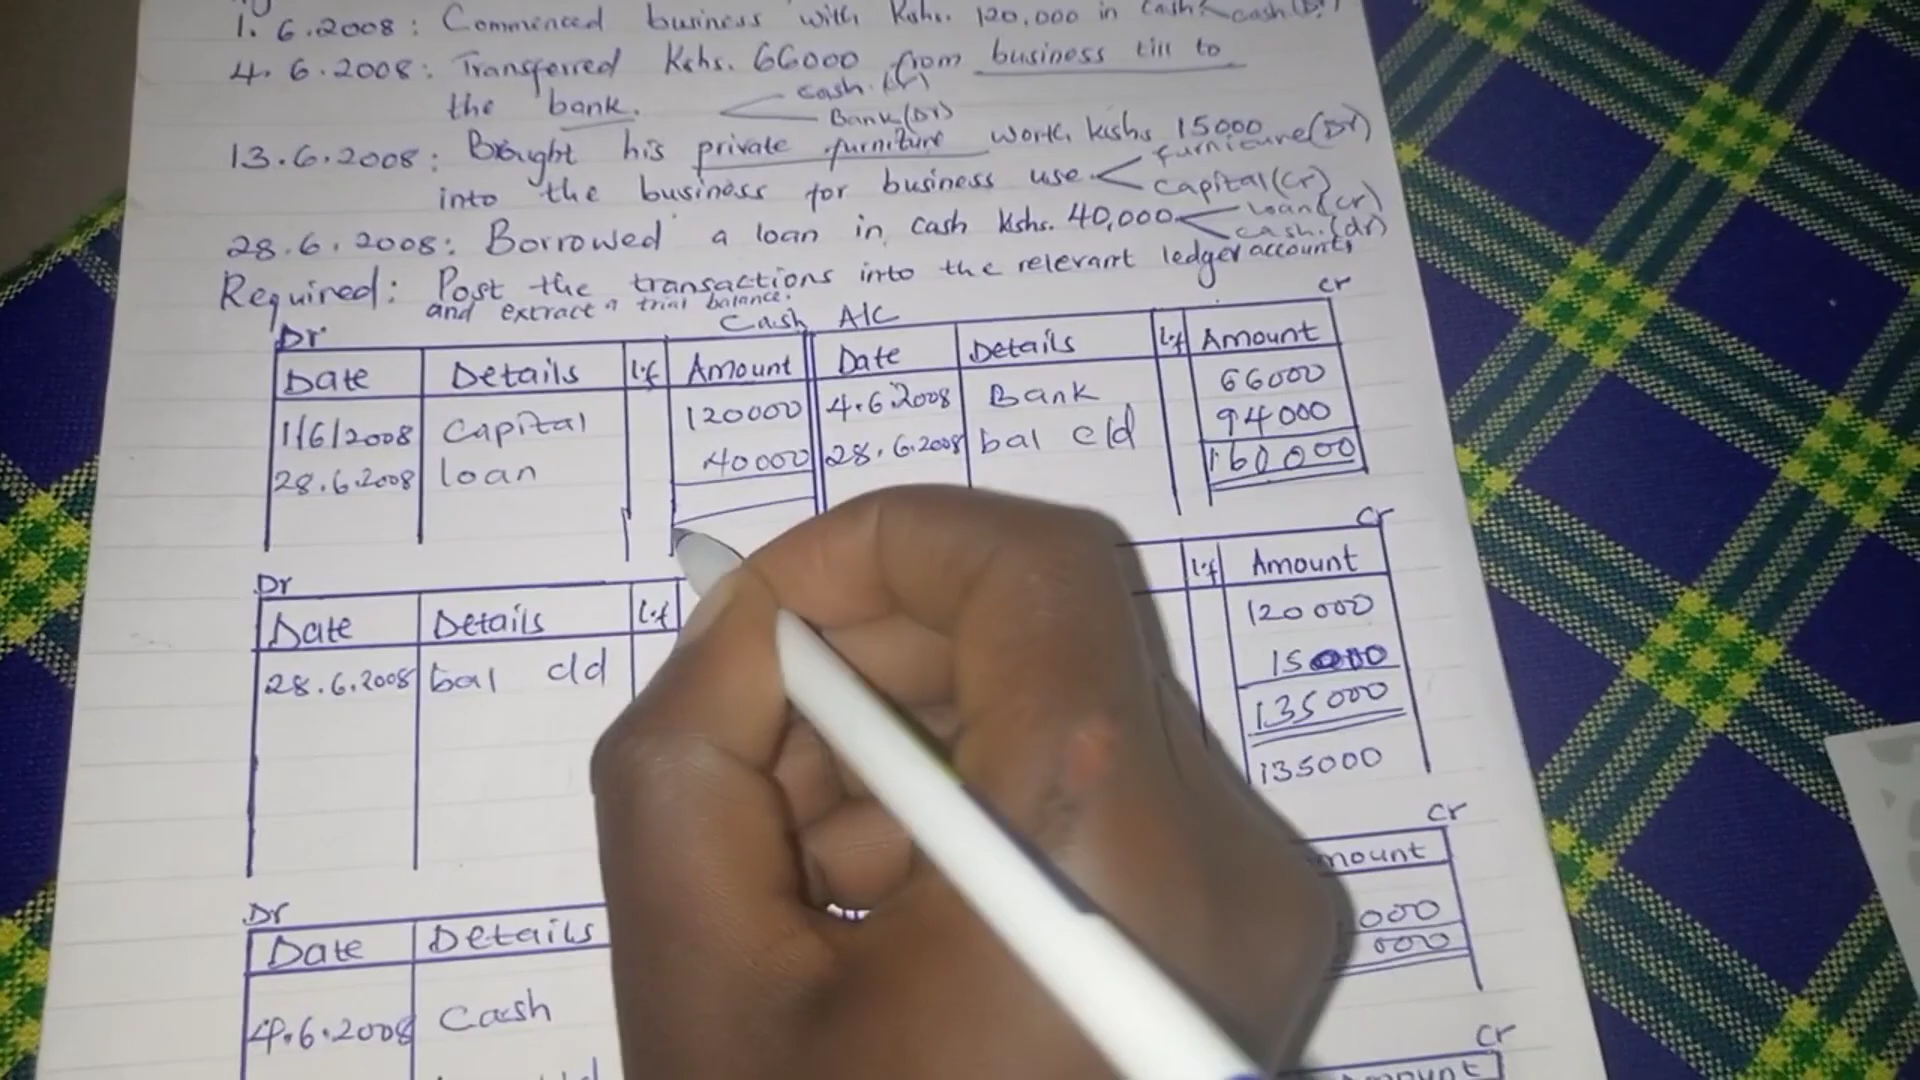 1. 6.2008: Commenced business with Kshs. 120,000 in cash cash(Dr)
4. 6.2008: Transferred Kshs. 66000 from business till to
the bank. cash.(Cr)
Bank(Dr)
13.6.2008: Brought his private furniture worth kshs 15000 furniture(Dr)
into the business for business use. capital(Cr)
28.6.2008: Borrowed a loan in cash kshs. 40,000 loan(cr)
cash.(dr)
Required: Post the transactions into the relevant ledger accounts
and extract a trial balance.
Dr Cash A/C cr
Date Details l.f Amount Date Details l.f Amount
1/6/2008 Capital 120000 4.6.2008 Bank 66000
28.6.2008 loan 40000 28.6.2008 bal c/d 94000
160000
Dr cr
Date Details l.f l.f Amount
120000
28.6.2008 bal c/d 15000
135000
135000
Dr cr
Date Details
4.6.2008 Cash
cr